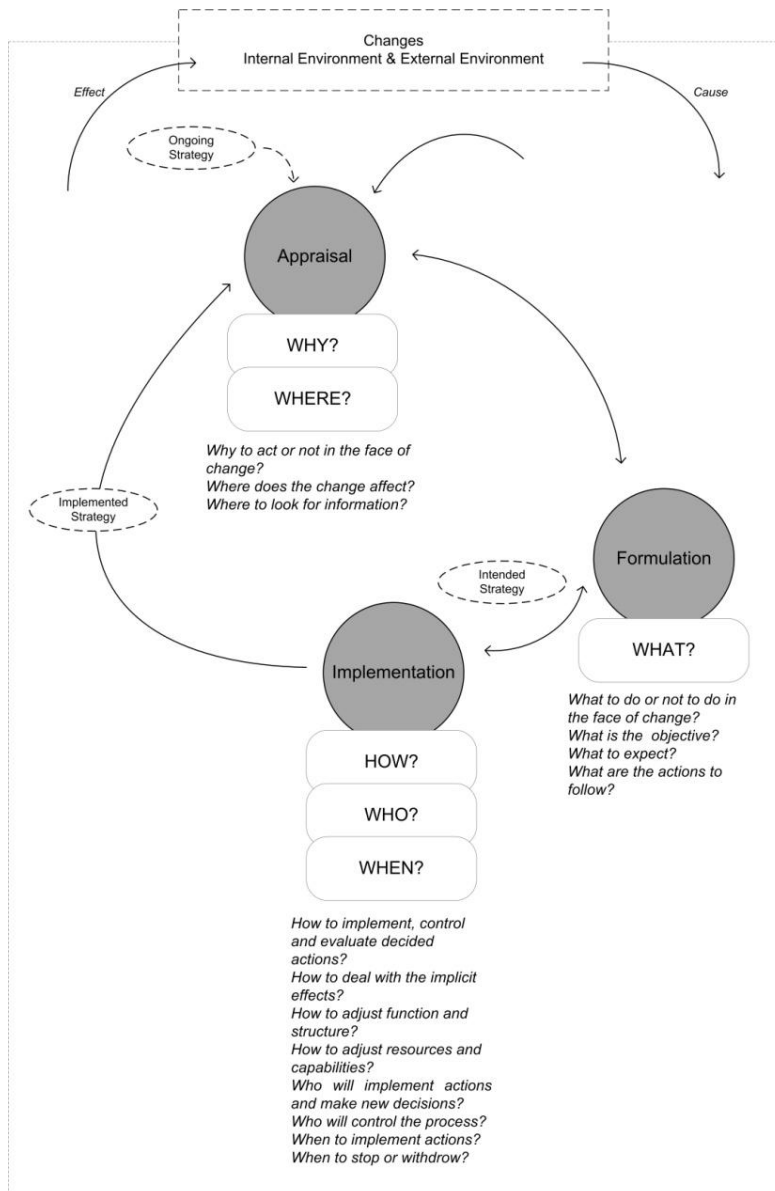 Changes
Internal Environment & External Environment
Effect
Cause
Ongoing
Strategy
Appraisal
WHY?
WHERE?
Why to act or not in the face of
change?
Where does the change affect?
Where to look for information?
Implemented
Strategy
Intended
Strategy
Formulation
WHAT?
What to do or not to do in
the face of change?
What is the objective?
What to expect?
What are the actions to
follow?
Implementation
HOW?
WHO?
WHEN?
How to implement, control
and evaluate decided
actions?
How to deal with the implicit
effects?
How to adjust function and
structure?
How to adjust resources and
capabilities?
Who will implement actions
and make new decisions?
Who will control the process?
When to implement actions?
When to stop or withdrow?